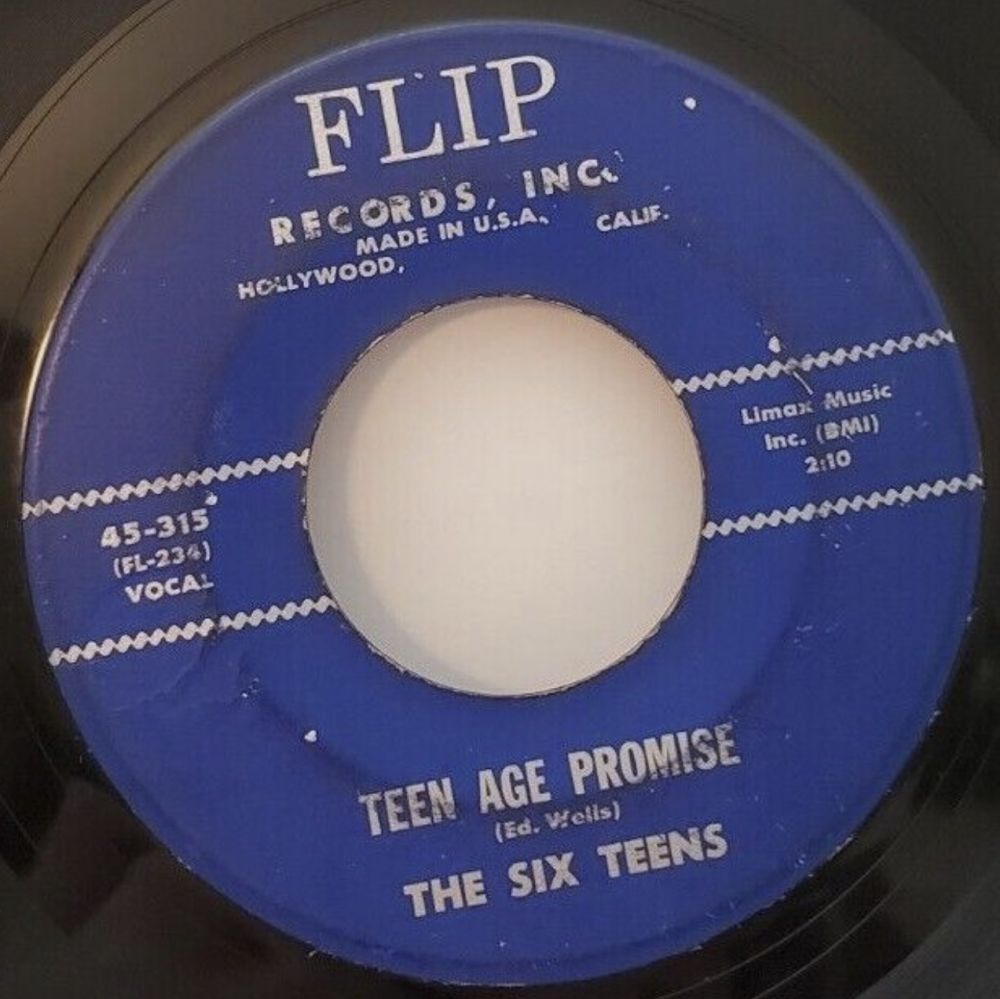 FLIP
RECORDS, INC.
MADE IN U.S.A.
HOLLYWOOD, CALIF.
Limax Music
Inc. (BMI)
2:10
45-315
(FL-234)
VOCAL
TEEN AGE PROMISE
(Ed. Wells)
THE SIX TEENS